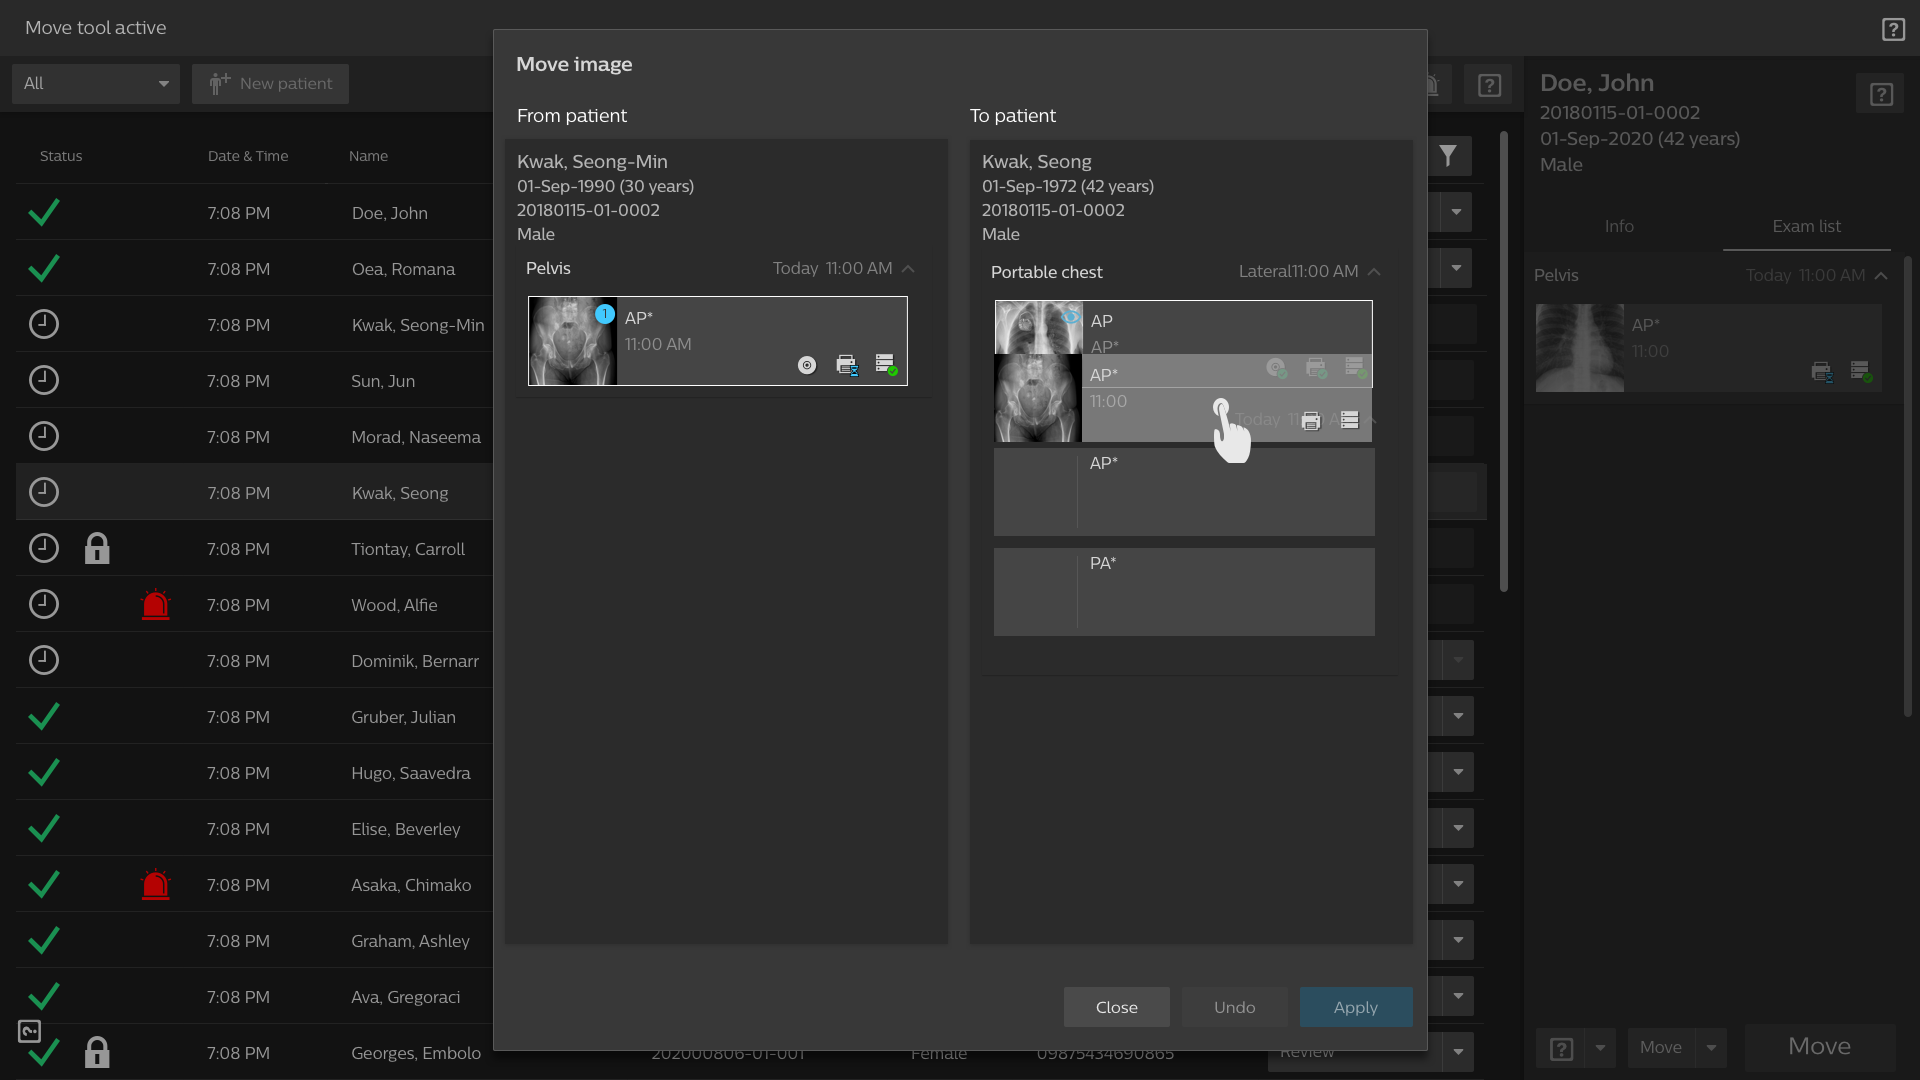 Move tool active
All
New patient
Status
Date & Time
Name
7:08 PM
Doe, John
7:08 PM
Oea, Romana
7:08 PM
Kwak, Seong-Min
7:08 PM
Sun, Jun
7:08 PM
Morad, Naseema
7:08 PM
Kwak, Seong
7:08 PM
Tiontay, Carroll
7:08 PM
Wood, Alfie
7:08 PM
Dominik, Bernarr
7:08 PM
Gruber, Julian
7:08 PM
Hugo, Saavedra
7:08 PM
Elise, Beverley
7:08 PM
Asaka, Chimako
7:08 PM
Graham, Ashley
7:08 PM
Ava, Gregoraci
7:08 PM
Georges, Embolo
202000806-01-001
Female
09875434690865
Review
Move image
From patient
Kwak, Seong-Min
01-Sep-1990 (30 years)
20180115-01-0002
Male
Pelvis
Today 11:00 AM
1
AP*
11:00 AM
To patient
Kwak, Seong
01-Sep-1972 (42 years)
20180115-01-0002
Male
Portable chest
Lateral11:00 AM
AP
AP*
AP*
11:00
Today
AP*
PA*
Close
Undo
Apply
Doe, John
20180115-01-0002
01-Sep-2020 (42 years)
Male
Info
Exam list
Pelvis
Today 11:00 AM
AP*
11:00
Move
Move